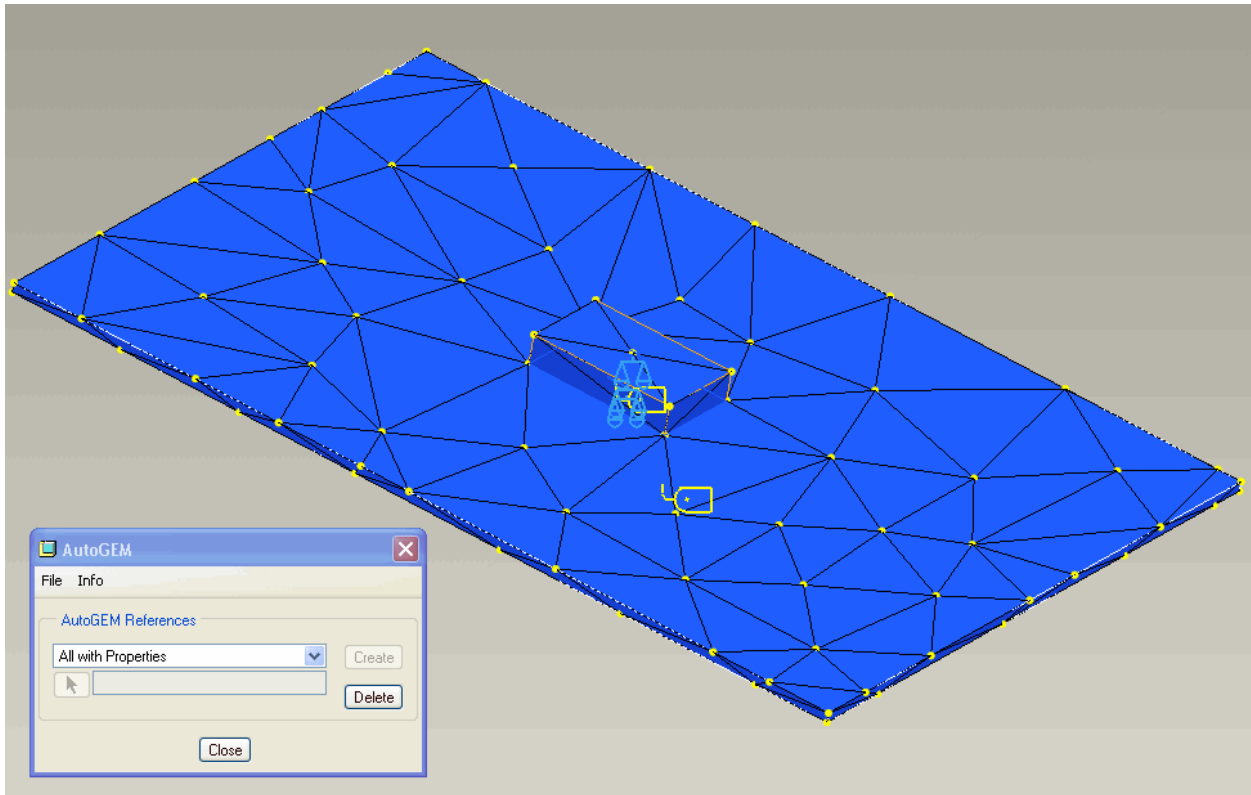 AutoGEM
File Info
AutoGEM References
All with Properties
Create
Delete
Close